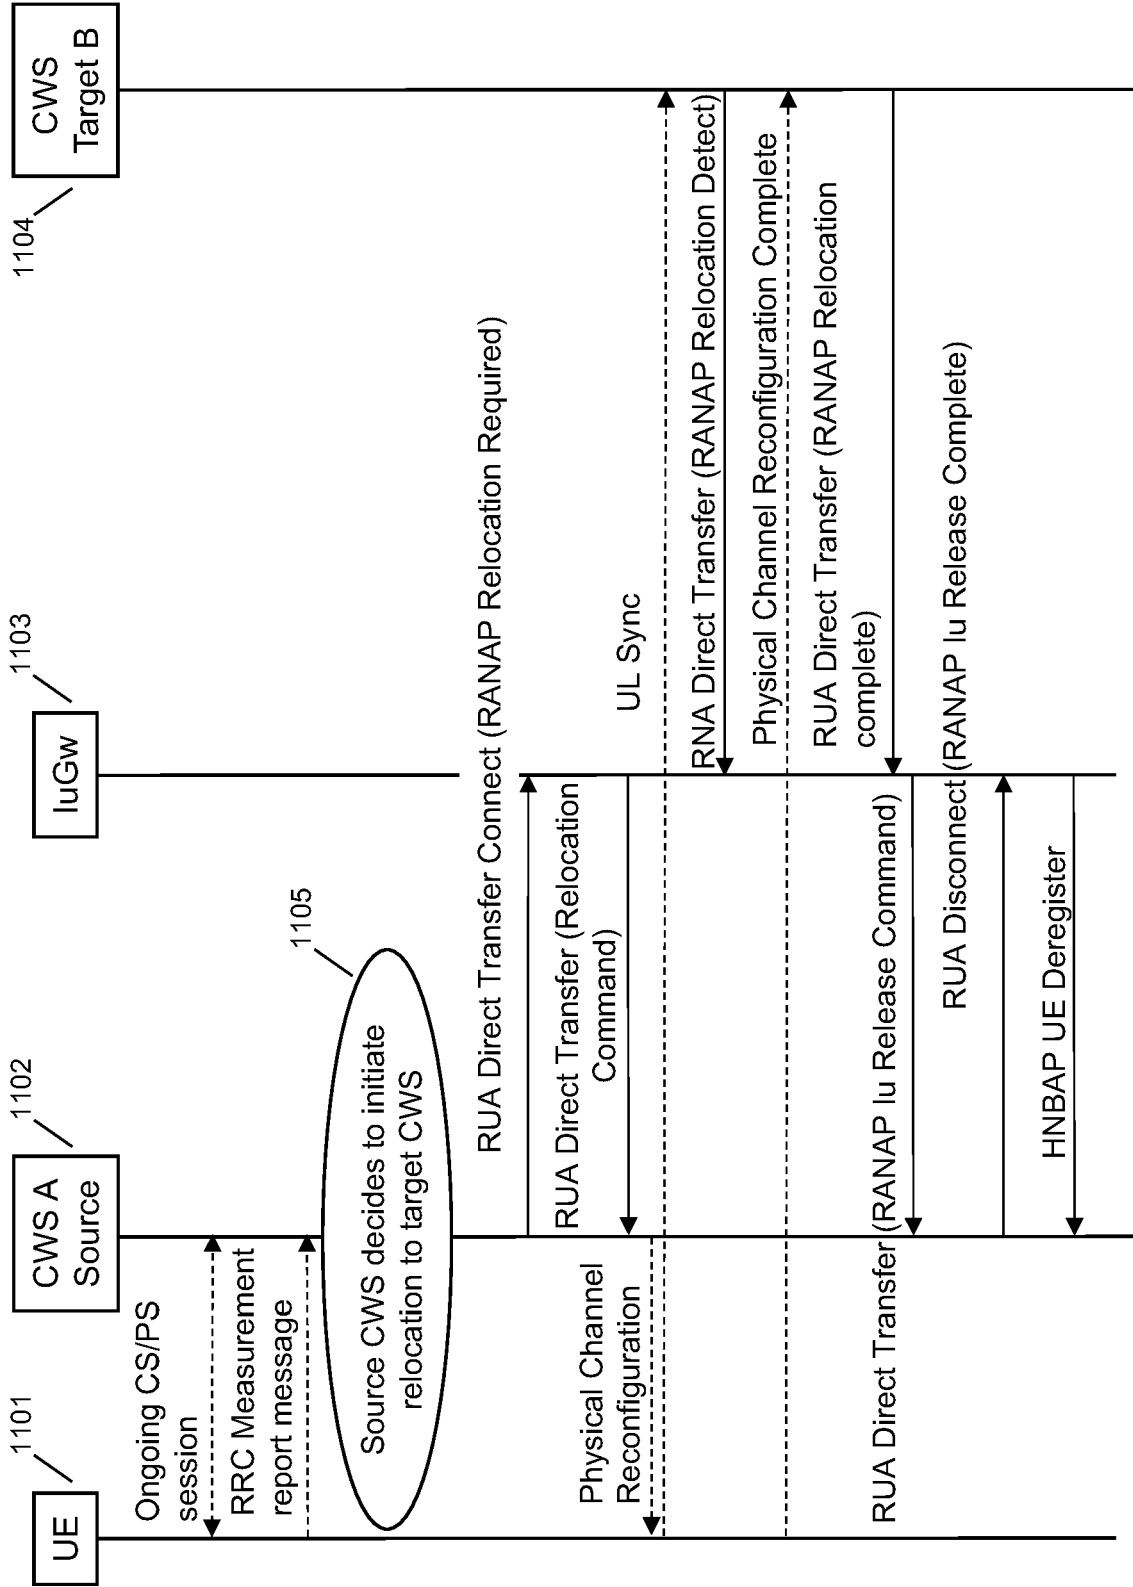 UE
1101
CWS A
Source
1102
IuGw
1103
CWS
Target B
1104
Ongoing CS/PS
session
RRC Measurement
report message
Source CWS decides to initiate
relocation to target CWS
1105
RUA Direct Transfer Connect (RANAP Relocation Required)
RUA Direct Transfer (Relocation
Command)
Physical Channel
Reconfiguration
UL Sync
RNA Direct Transfer (RANAP Relocation Detect)
Physical Channel Reconfiguration Complete
RUA Direct Transfer (RANAP Relocation
complete)
RUA Direct Transfer (RANAP Iu Release Command)
RUA Disconnect (RANAP Iu Release Complete)
HNBAP UE Deregister